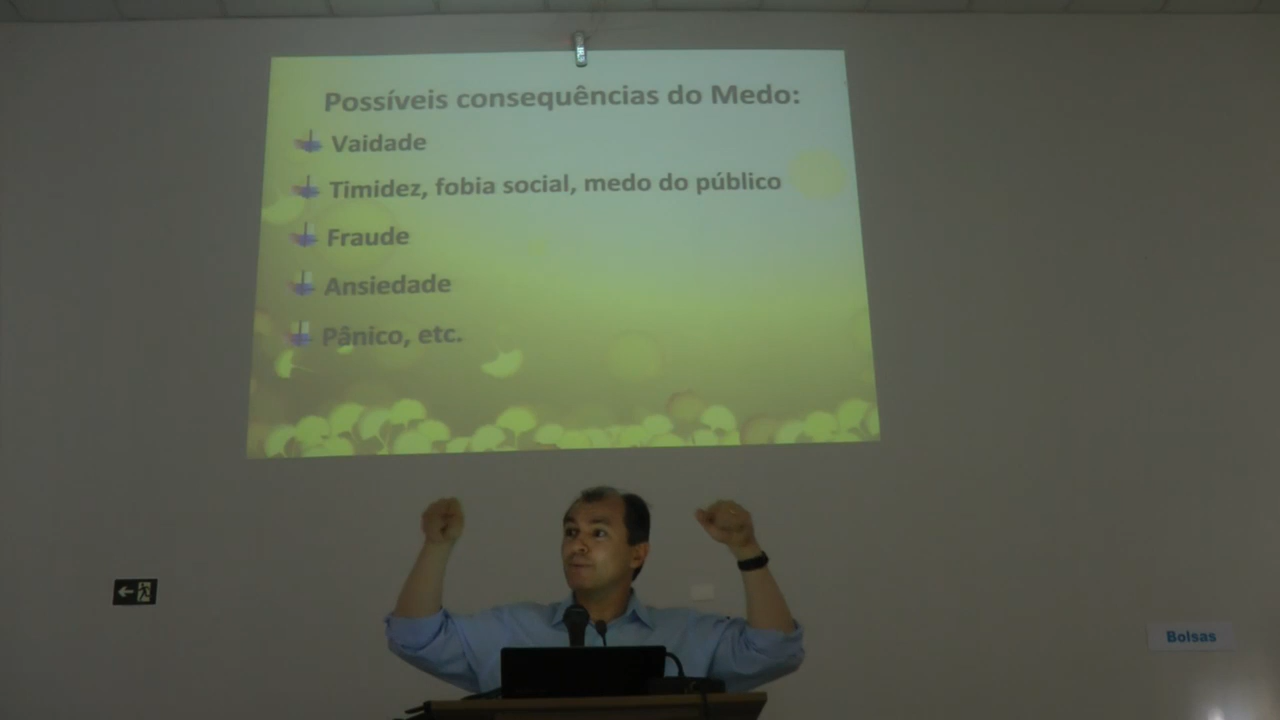 Possíveis consequências do Medo:
Vaidade
Timidez, fobia social, medo do público
Fraude
Ansiedade
Pânico, etc.
Bolsas